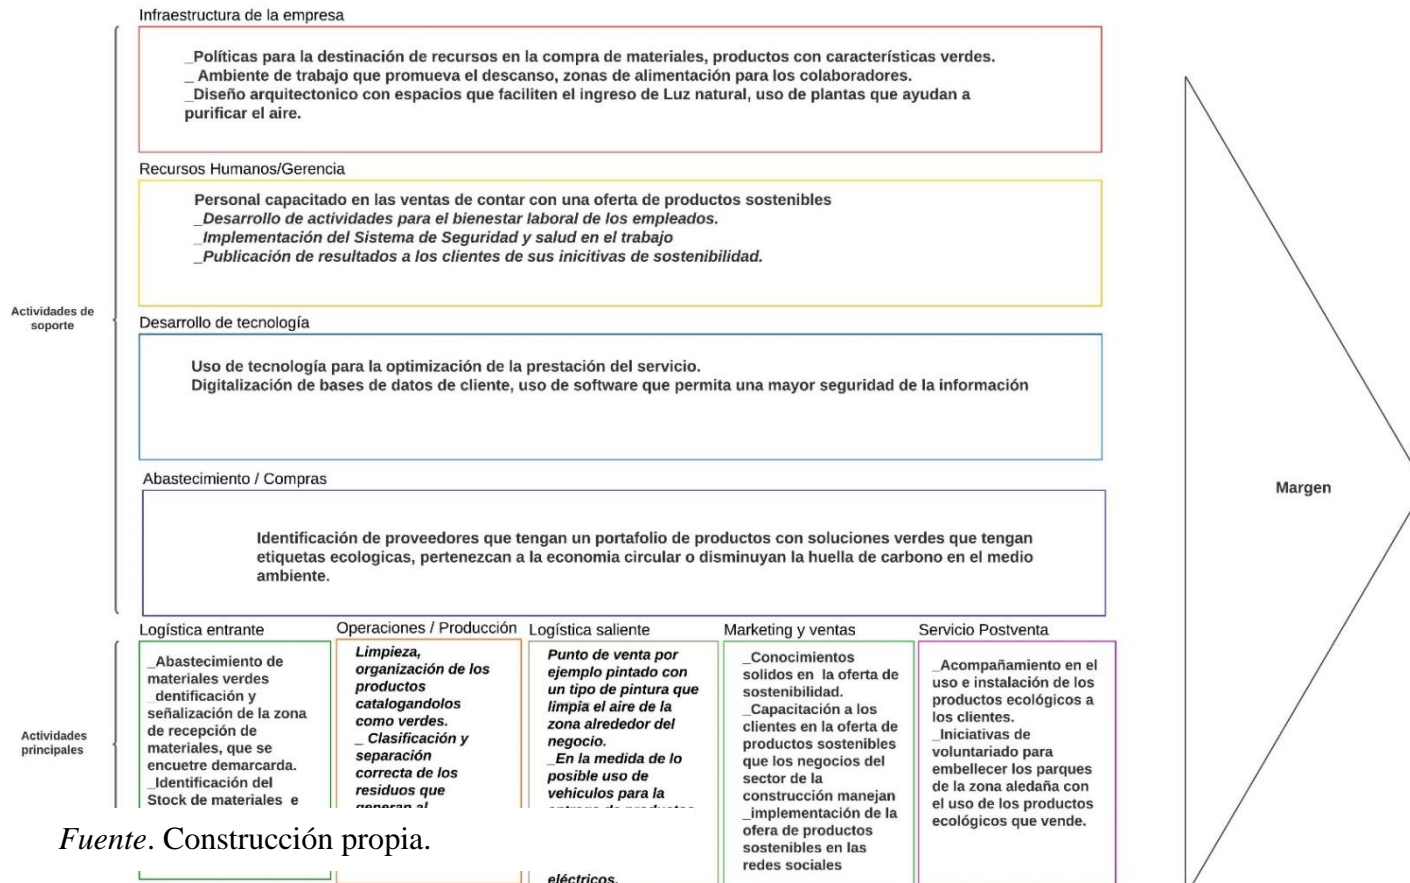 Infraestructura de la empresa
_Políticas para la destinación de recursos en la compra de materiales, productos con características verdes.
_ Ambiente de trabajo que promueva el descanso, zonas de alimentación para los colaboradores.
_Diseño arquitectonico con espacios que faciliten el ingreso de Luz natural, uso de plantas que ayudan a
purificar el aire.
Recursos Humanos/Gerencia
Personal capacitado en las ventas de contar con una oferta de productos sostenibles
_Desarrollo de actividades para el bienestar laboral de los empleados.
_Implementación del Sistema de Seguridad y salud en el trabajo
_Publicación de resultados a los clientes de sus inicitivas de sostenibilidad.
Actividades de
soporte
Desarrollo de tecnología
Uso de tecnología para la optimización de la prestación del servicio.
Digitalización de bases de datos de cliente, uso de software que permita una mayor seguridad de la información
Abastecimiento / Compras
Identificación de proveedores que tengan un portafolio de productos con soluciones verdes que tengan
etiquetas ecologicas, pertenezcan a la economia circular o disminuyan la huella de carbono en el medio
ambiente.
Margen
Actividades
principales
Logística entrante
_Abastecimiento de
materiales verdes
_dentificación y
señalización de la zona
de recepción de
materiales, que se
encuetre demarcarda.
_Identificación del
Stock de materiales e
Operaciones / Producción
Limpieza,
organización de los
productos
catalogandolos
como verdes.
_ Clasificación y
separación
correcta de los
residuos que
generan al
Logística saliente
Punto de venta por
ejemplo pintado con
un tipo de pintura que
limpia el aire de la
zona alrededor del
negocio.
_En la medida de lo
posible uso de
vehiculos para la
entrega de productos
eléctricos.
Marketing y ventas
_Conocimientos
solidos en la oferta de
sostenibilidad.
_Capacitación a los
clientes en la oferta de
productos sostenibles
que los negocios del
sector de la
construcción manejan
_implementación de la
ofera de productos
sostenibles en las
redes sociales
Servicio Postventa
_Acompañamiento en el
uso e instalación de los
productos ecológicos a
los clientes.
_Iniciativas de
voluntariado para
embellecer los parques
de la zona aledaña con
el uso de los productos
ecológicos que vende.
Fuente. Construcción propia.